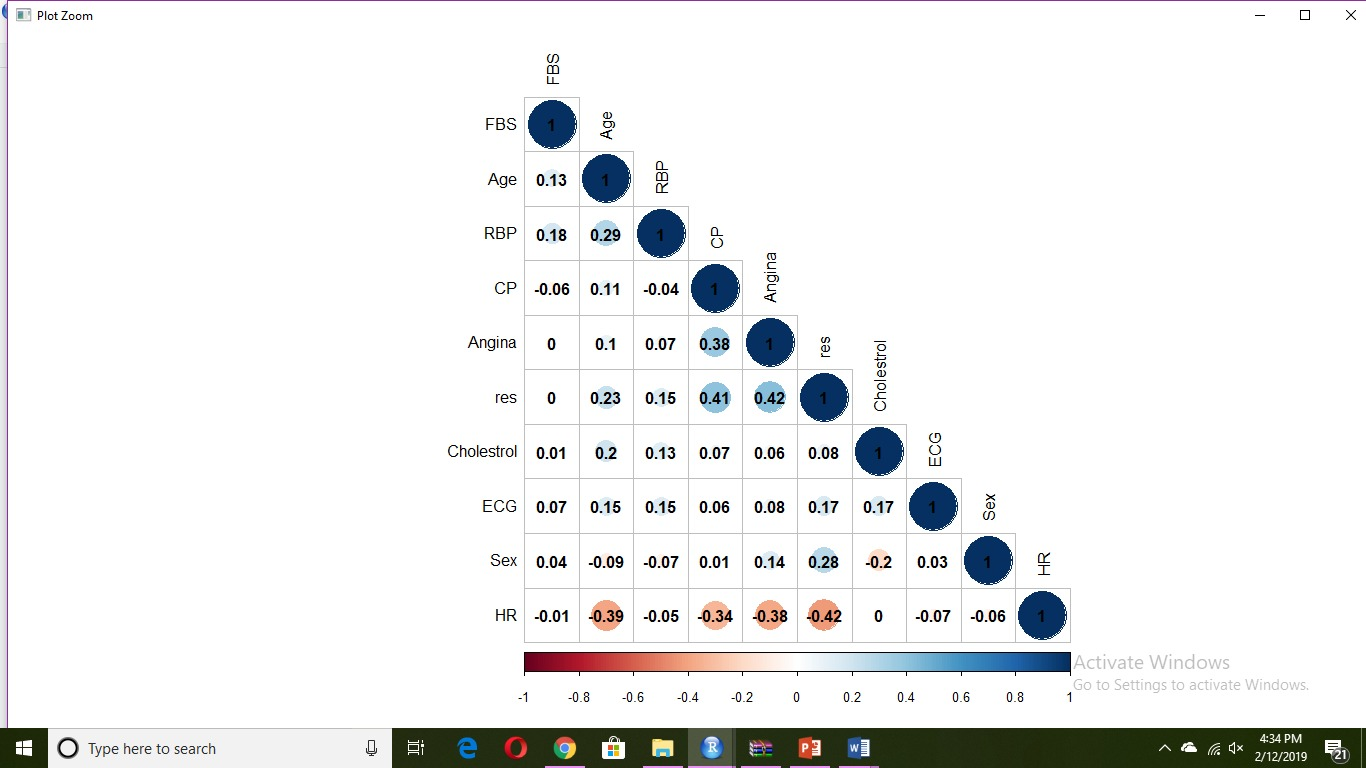 Plot Zoom
FBS
FBS 1 Age
Age 0.13 1 RBP
RBP 0.18 0.29 1 CP
CP -0.06 0.11 -0.04 1 Angina
Angina 0 0.1 0.07 0.38 1 res
res 0 0.23 0.15 0.41 0.42 1 Cholestrol
Cholestrol 0.01 0.2 0.13 0.07 0.06 0.08 1 ECG
ECG 0.07 0.15 0.15 0.06 0.08 0.17 0.17 1 Sex
Sex 0.04 -0.09 -0.07 0.01 0.14 0.28 -0.2 0.03 1 HR
HR -0.01 -0.39 -0.05 -0.34 -0.38 -0.42 0 -0.07 -0.06 1
-1 -0.8 -0.6 -0.4 -0.2 0 0.2 0.4 0.6 0.8 1
Activate Windows
Go to Settings to activate Windows.
Type here to search
4:34 PM
2/12/2019
21